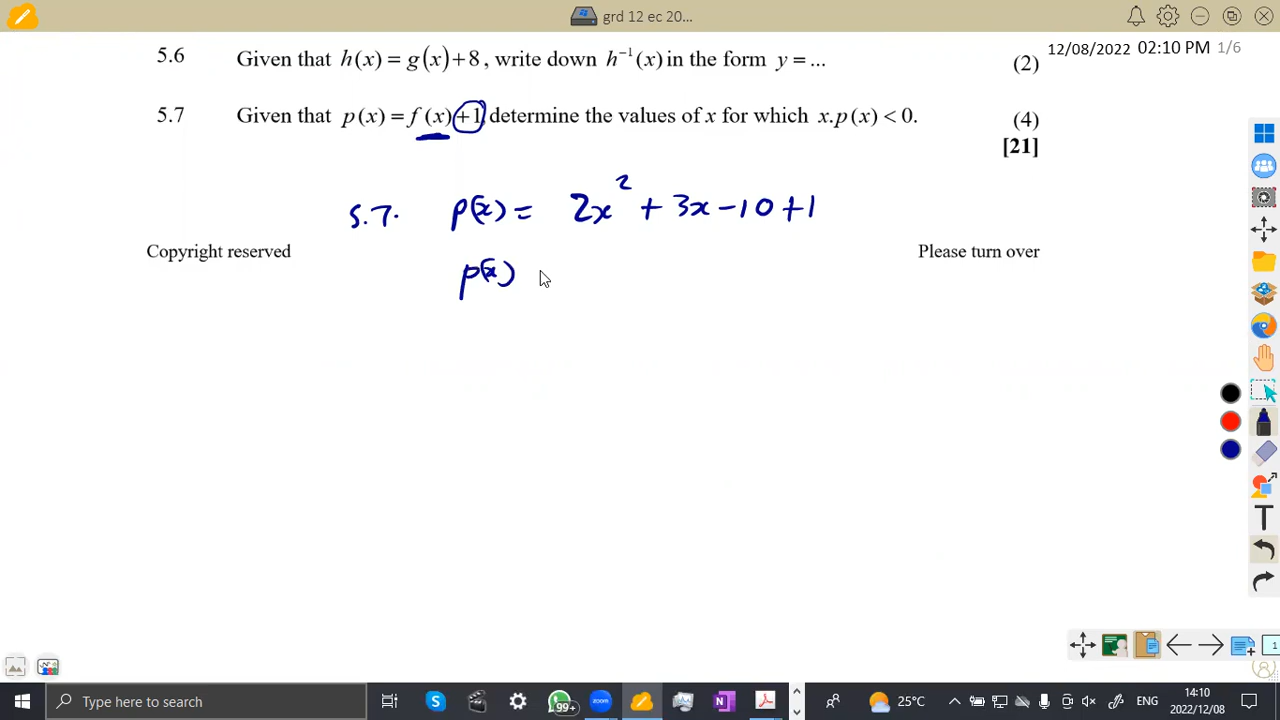 grd 12 ec 20...
12/08/2022 02:10 PM 1/6
5.6 Given that h(x) = g(x)+8, write down h⁻¹(x) in the form y = ... (2)
5.7 Given that p(x) = f(x)+1, determine the values of x for which x.p(x) < 0. (4)
[21]
5.7. p(x) = 2x² + 3x - 10 + 1
Copyright reserved Please turn over
p(x)
T
1
99+
zoom
N
Type here to search
25°C ENG 14:10
2022/12/08